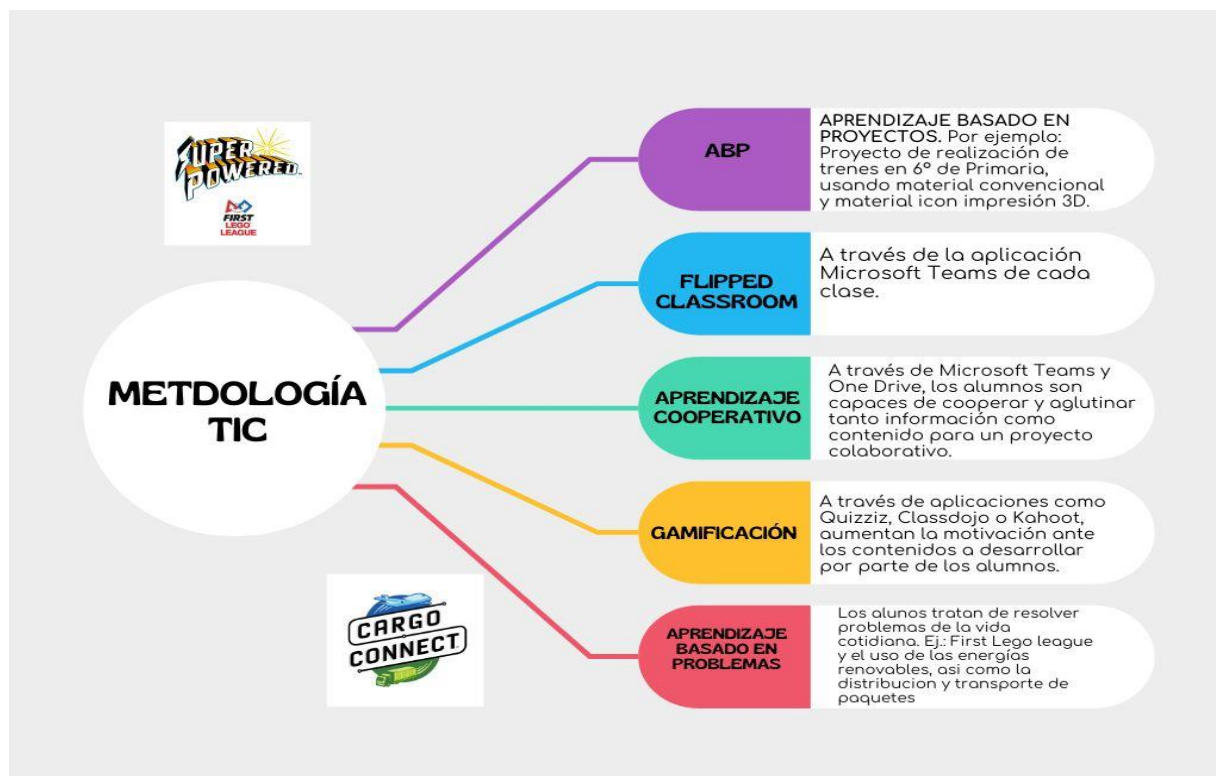 SUPER
POWERED
FIRST
LEGO
LEAGUE
METDOLOGÍA
TIC
CARGO
CONNECT
ABP
APRENDIZAJE BASADO EN
PROYECTOS. Por ejemplo:
Proyecto de realización de
trenes en 6º de Primaria,
usando material convencional
y material icon impresión 3D.
FLIPPED
CLASSROOM
A través de la aplicación
Microsoft Teams de cada
clase.
APRENDIZAJE
COOPERATIVO
A través de Microsoft Teams y
One Drive, los alumnos son
capaces de cooperar y aglutinar
tanto información como
contenido para un proyecto
colaborativo.
GAMIFICACIÓN
A través de aplicaciones como
Quizziz, Classdojo o Kahoot,
aumentan la motivación ante
los contenidos a desarrollar
por parte de los alumnos.
APRENDIZAJE
BASADO EN
PROBLEMAS
Los alunos tratan de resolver
problemas de la vida
cotidiana. Ej.: First Lego league
y el uso de las energías
renovables, asi como la
distribucion y transporte de
paquetes